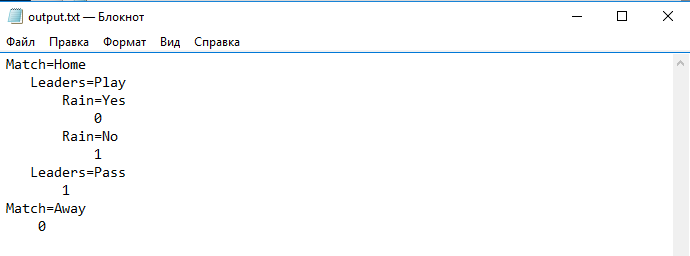 output.txt — Блокнот
Файл Правка Формат Вид Справка
Match=Home
Leaders=Play
Rain=Yes
0
Rain=No
1
Leaders=Pass
1
Match=Away
0